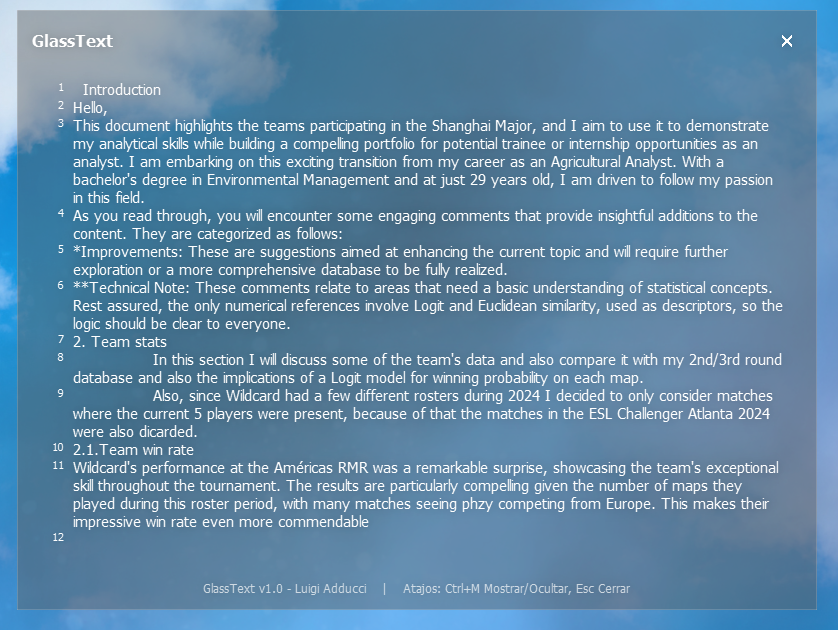 GlassText
1 Introduction
2 Hello,
3 This document highlights the teams participating in the Shanghai Major, and I aim to use it to demonstrate
my analytical skills while building a compelling portfolio for potential trainee or internship opportunities as an
analyst. I am embarking on this exciting transition from my career as an Agricultural Analyst. With a
bachelor's degree in Environmental Management and at just 29 years old, I am driven to follow my passion
in this field.
4 As you read through, you will encounter some engaging comments that provide insightful additions to the
content. They are categorized as follows:
5 *Improvements: These are suggestions aimed at enhancing the current topic and will require further
exploration or a more comprehensive database to be fully realized.
6 **Technical Note: These comments relate to areas that need a basic understanding of statistical concepts.
Rest assured, the only numerical references involve Logit and Euclidean similarity, used as descriptors, so the
logic should be clear to everyone.
7 2. Team stats
8 In this section I will discuss some of the team's data and also compare it with my 2nd/3rd round
database and also the implications of a Logit model for winning probability on each map.
9 Also, since Wildcard had a few different rosters during 2024 I decided to only consider matches
where the current 5 players were present, because of that the matches in the ESL Challenger Atlanta 2024
were also dicarded.
10 2.1.Team win rate
11 Wildcard's performance at the Américas RMR was a remarkable surprise, showcasing the team's exceptional
skill throughout the tournament. The results are particularly compelling given the number of maps they
played during this roster period, with many matches seeing phzy competing from Europe. This makes their
impressive win rate even more commendable
12
GlassText v1.0 - Luigi Adducci | Atajos: Ctrl+M Mostrar/Ocultar, Esc Cerrar